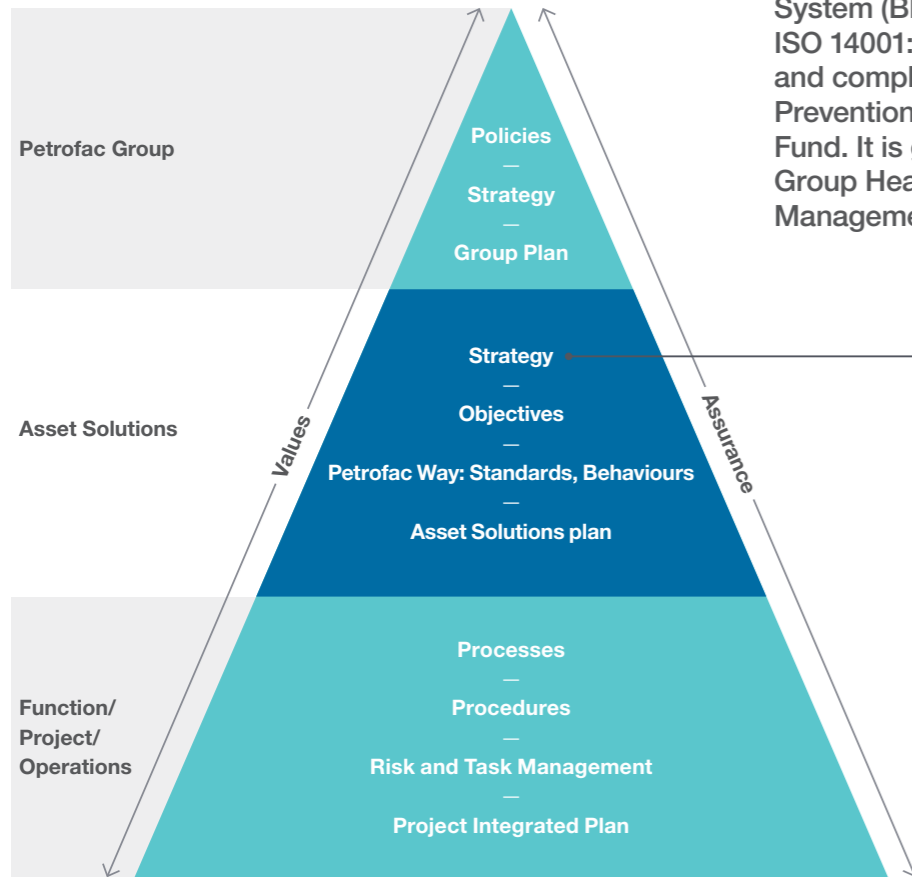 System (B
ISO 14001:
and compl
Prevention
Fund. It is
Group Hea
Manageme
Petrofac Group
Policies
—
Strategy
—
Group Plan
Asset Solutions
Strategy
—
Objectives
—
Petrofac Way: Standards, Behaviours
—
Asset Solutions plan
Values
Assurance
Function/
Project/
Operations
Processes
—
Procedures
—
Risk and Task Management
—
Project Integrated Plan